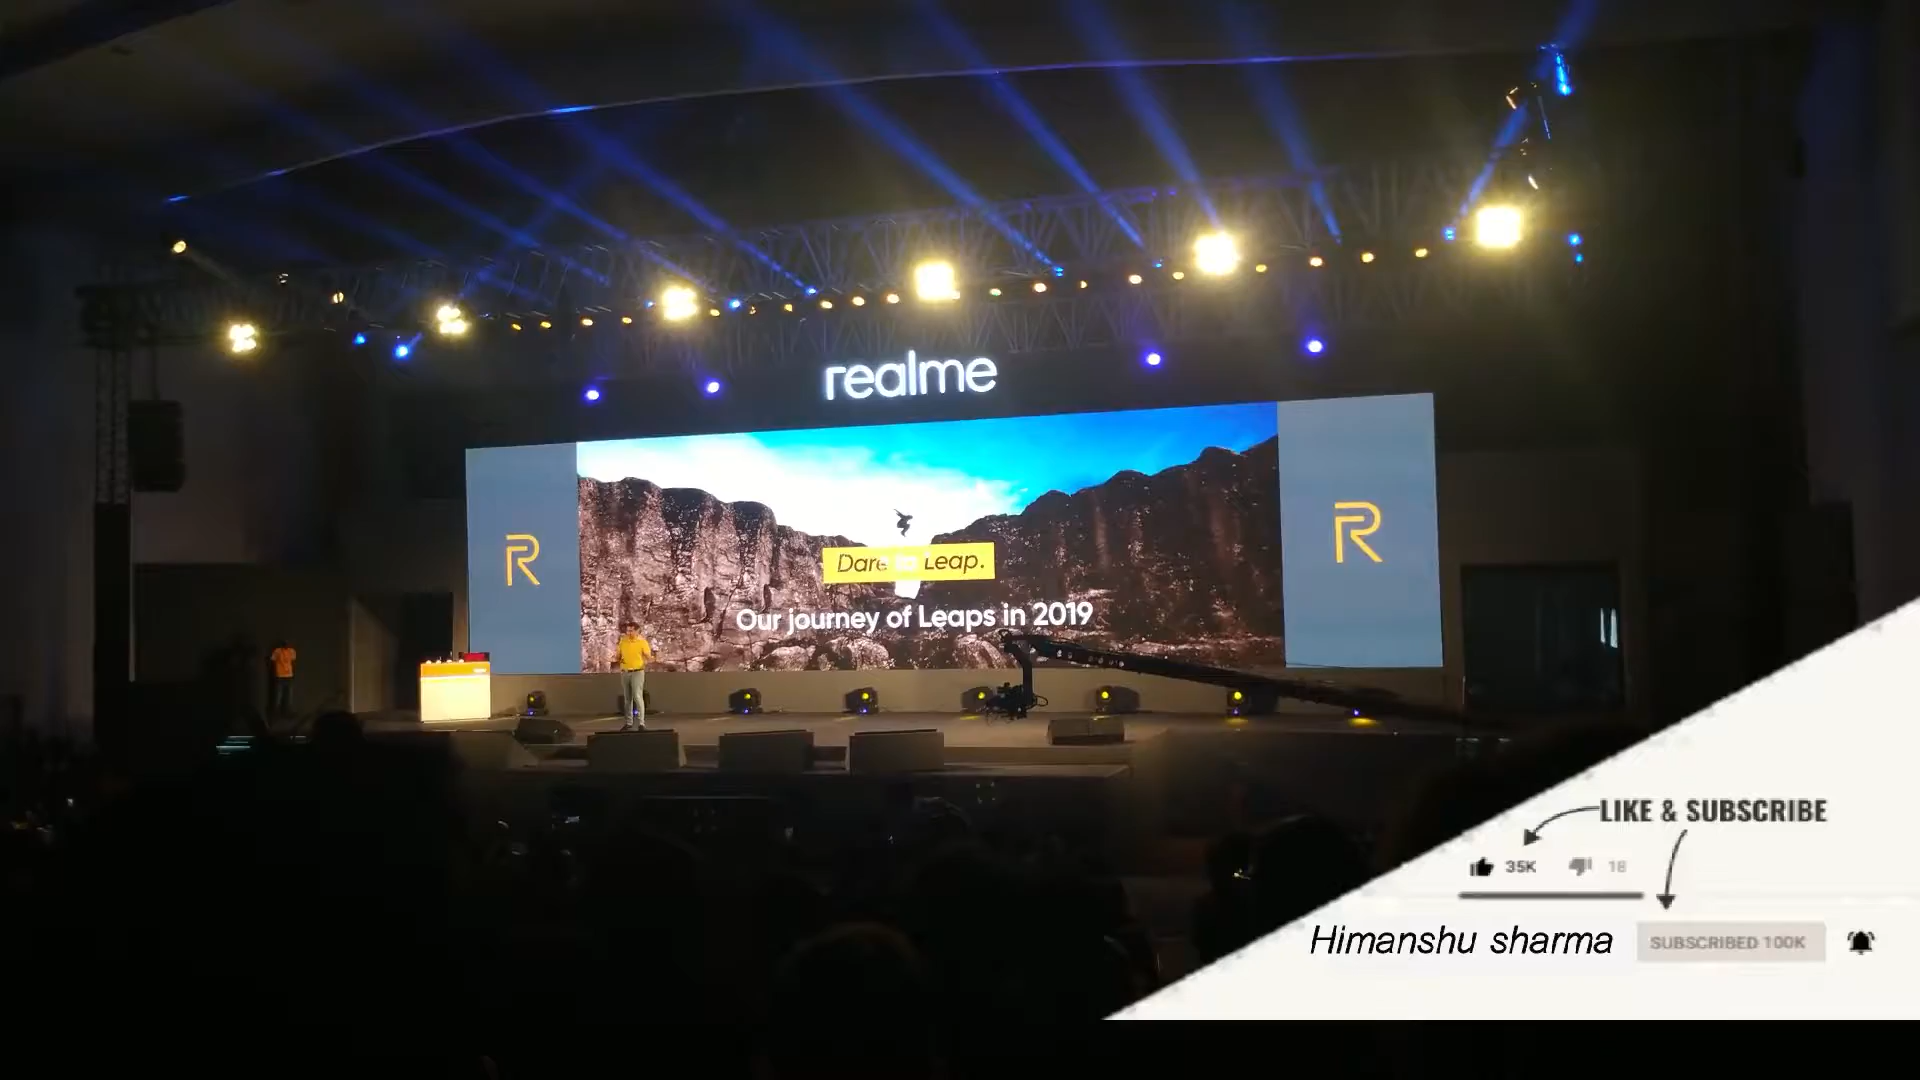 realme
R
R
Dare to Leap.
Our journey of Leaps in 2019
LIKE & SUBSCRIBE
35K
18
Himanshu sharma
SUBSCRIBED 100K